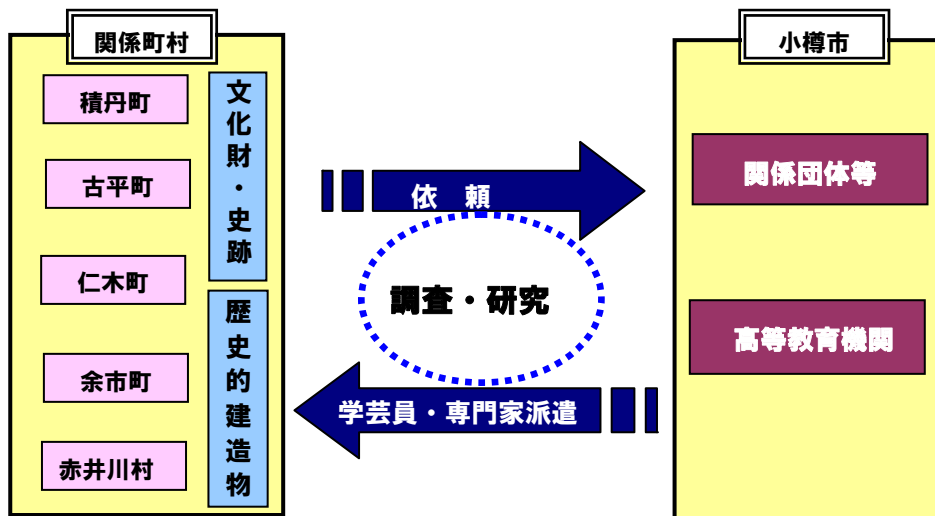 関係町村
積丹町
古平町
仁木町
余市町
赤井川村
文化財・史跡
歴史的建造物
依 頼
調査・研究
学芸員・専門家派遣
小樽市
関係団体等
高等教育機関